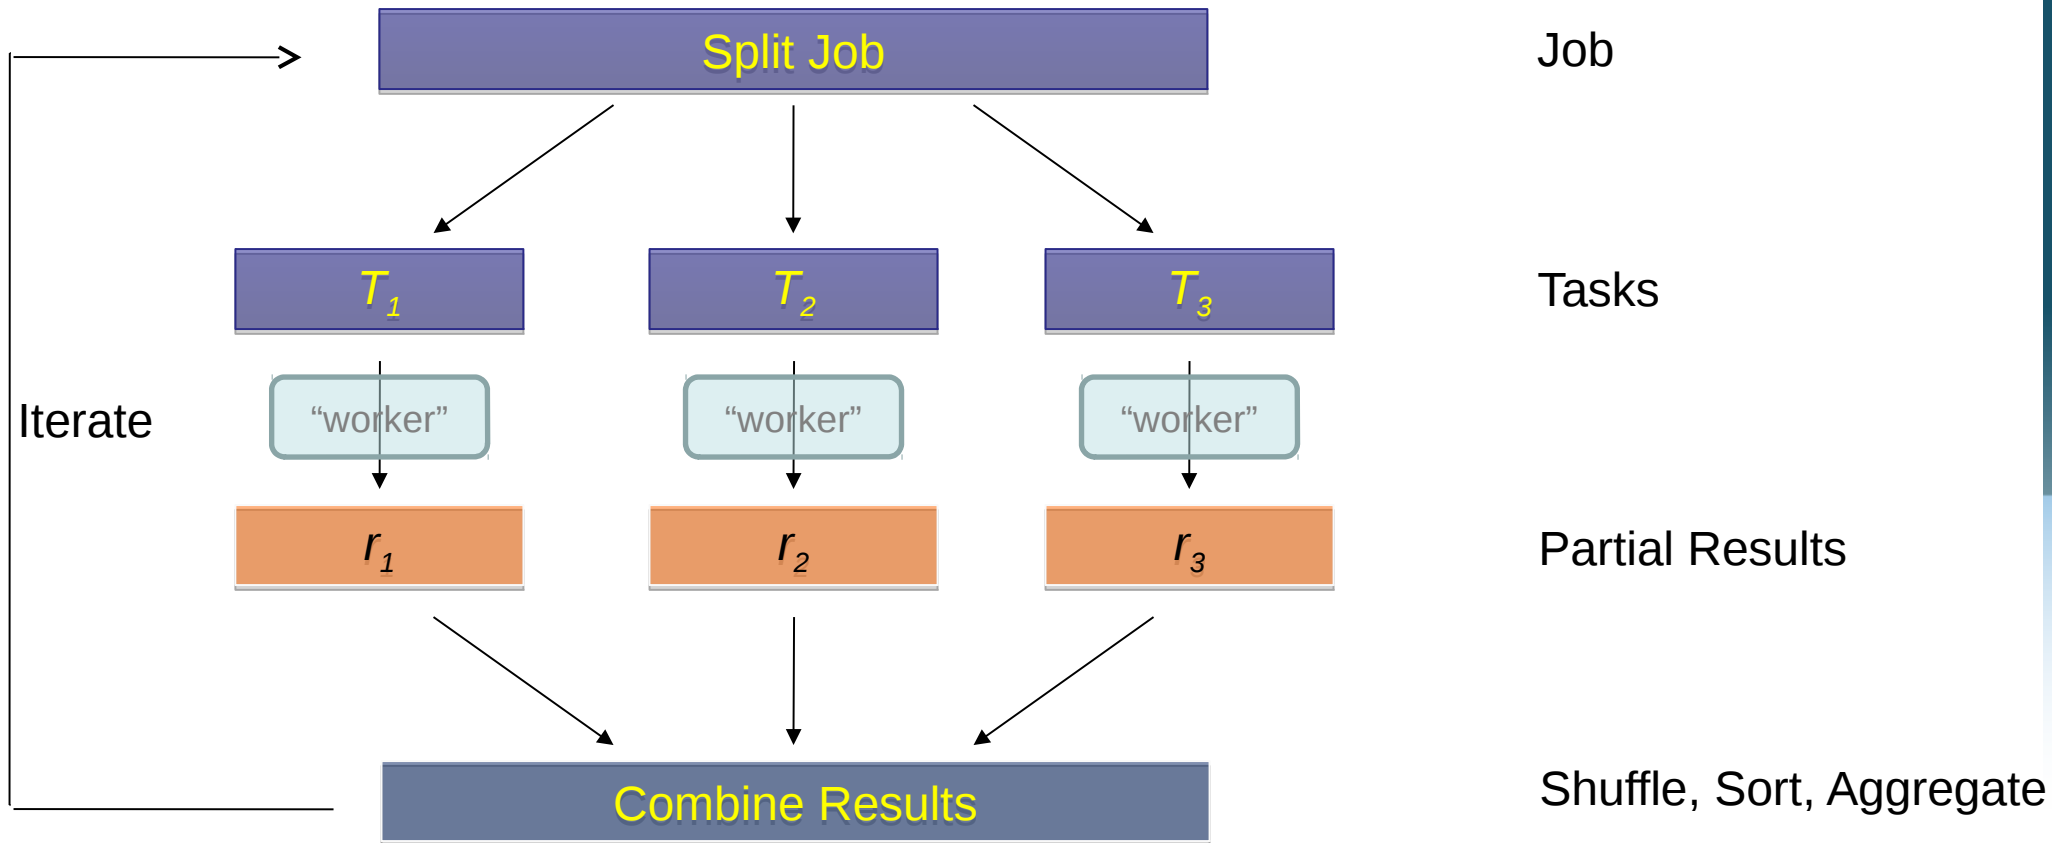 Split Job
Job
T1
T2
T3
Tasks
Iterate
“worker”
“worker”
“worker”
r1
r2
r3
Partial Results
Combine Results
Shuffle, Sort, Aggregate